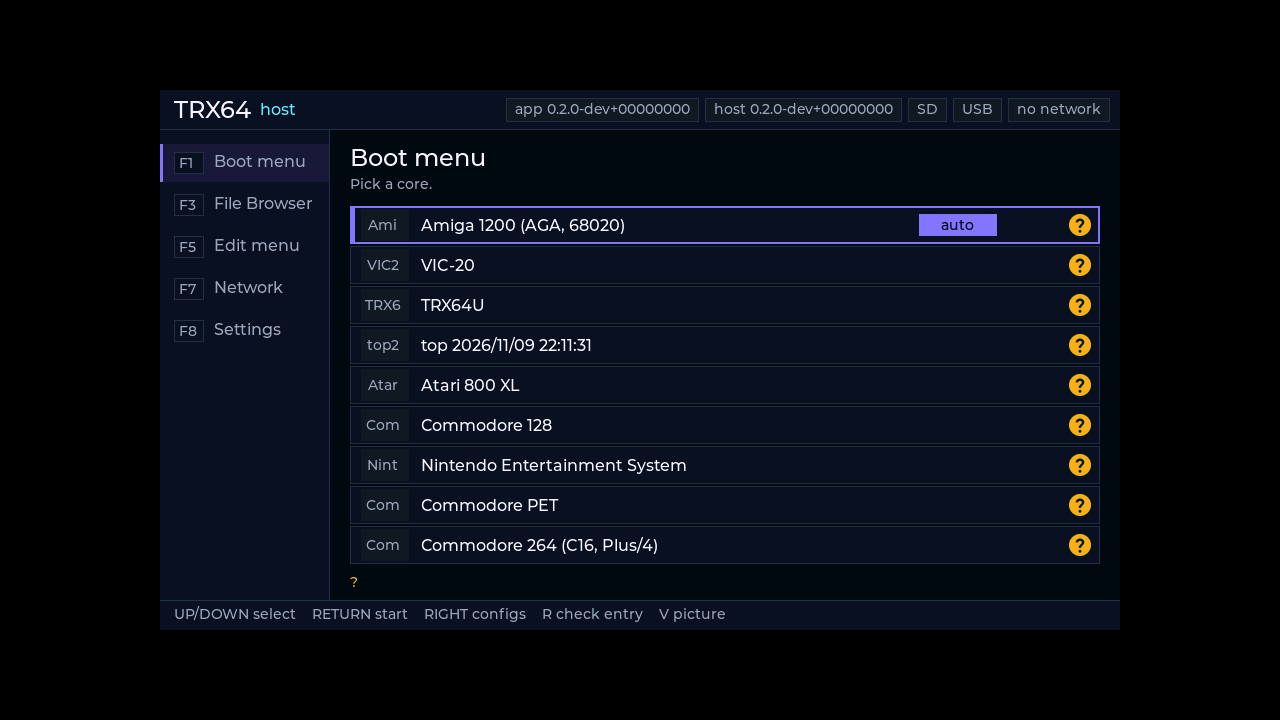 TRX64 host app 0.2.0-dev+00000000 host 0.2.0-dev+00000000 SD USB no network
F1 Boot menu
F3 File Browser
F5 Edit menu
F7 Network
F8 Settings
Boot menu
Pick a core.
Ami Amiga 1200 (AGA, 68020) auto ?
VIC2 VIC-20 ?
TRX6 TRX64U ?
top2 top 2026/11/09 22:11:31 ?
Atar Atari 800 XL ?
Com Commodore 128 ?
Nint Nintendo Entertainment System ?
Com Commodore PET ?
Com Commodore 264 (C16, Plus/4) ?
?
UP/DOWN select RETURN start RIGHT configs R check entry V picture